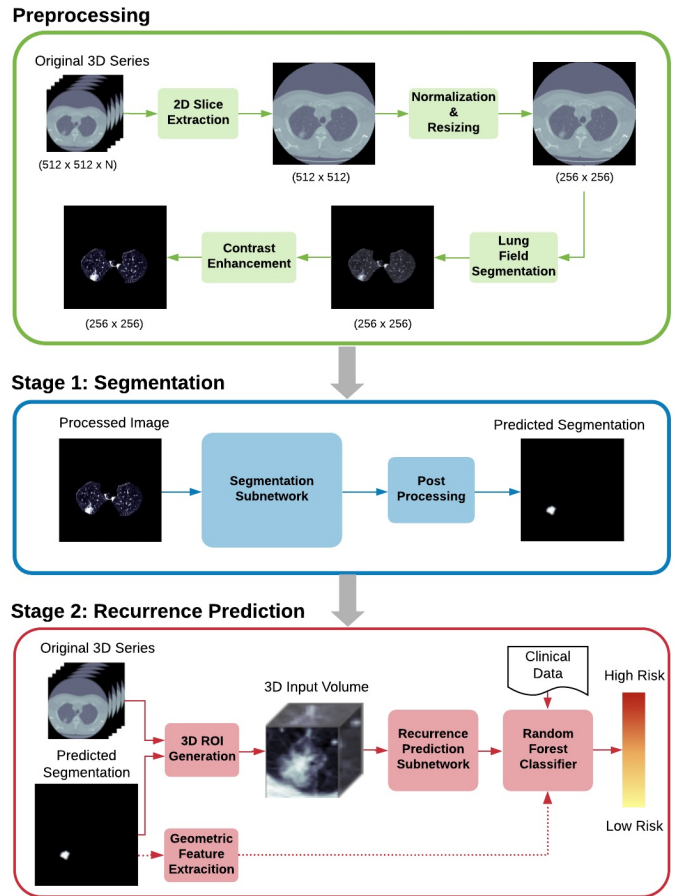 Preprocessing
Original 3D Series
2D Slice
Extraction
Normalization
&
Resizing
(512 x 512 x N)
(512 x 512)
(256 x 256)
Contrast
Enhancement
Lung
Field
Segmentation
(256 x 256)
(256 x 256)
Stage 1: Segmentation
Processed Image
Predicted Segmentation
Segmentation
Subnetwork
Post
Processing
Stage 2: Recurrence Prediction
Original 3D Series
Clinical
Data
High Risk
3D Input Volume
3D ROI
Generation
Recurrence
Prediction
Subnetwork
Random
Forest
Classifier
Predicted
Segmentation
Geometric
Feature
Extracition
Low Risk